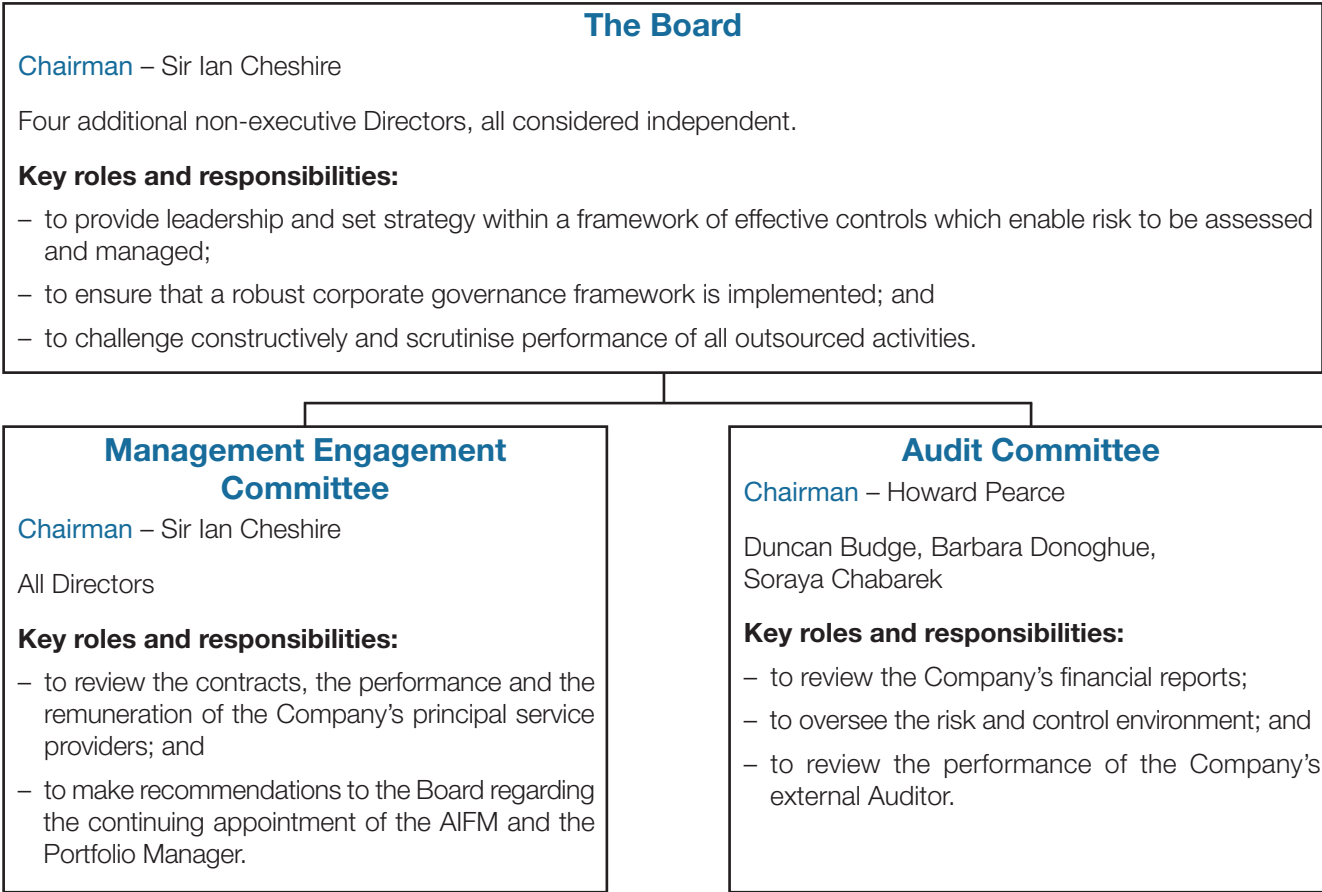 The Board
Chairman – Sir Ian Cheshire
Four additional non-executive Directors, all considered independent.
Key roles and responsibilities:
– to provide leadership and set strategy within a framework of effective controls which enable risk to be assessed
and managed;
– to ensure that a robust corporate governance framework is implemented; and
– to challenge constructively and scrutinise performance of all outsourced activities.
Management Engagement
Committee
Chairman – Sir Ian Cheshire
All Directors
Key roles and responsibilities:
– to review the contracts, the performance and the
remuneration of the Company’s principal service
providers; and
– to make recommendations to the Board regarding
the continuing appointment of the AIFM and the
Portfolio Manager.
Audit Committee
Chairman – Howard Pearce
Duncan Budge, Barbara Donoghue,
Soraya Chabarek
Key roles and responsibilities:
– to review the Company’s financial reports;
– to oversee the risk and control environment; and
– to review the performance of the Company’s
external Auditor.